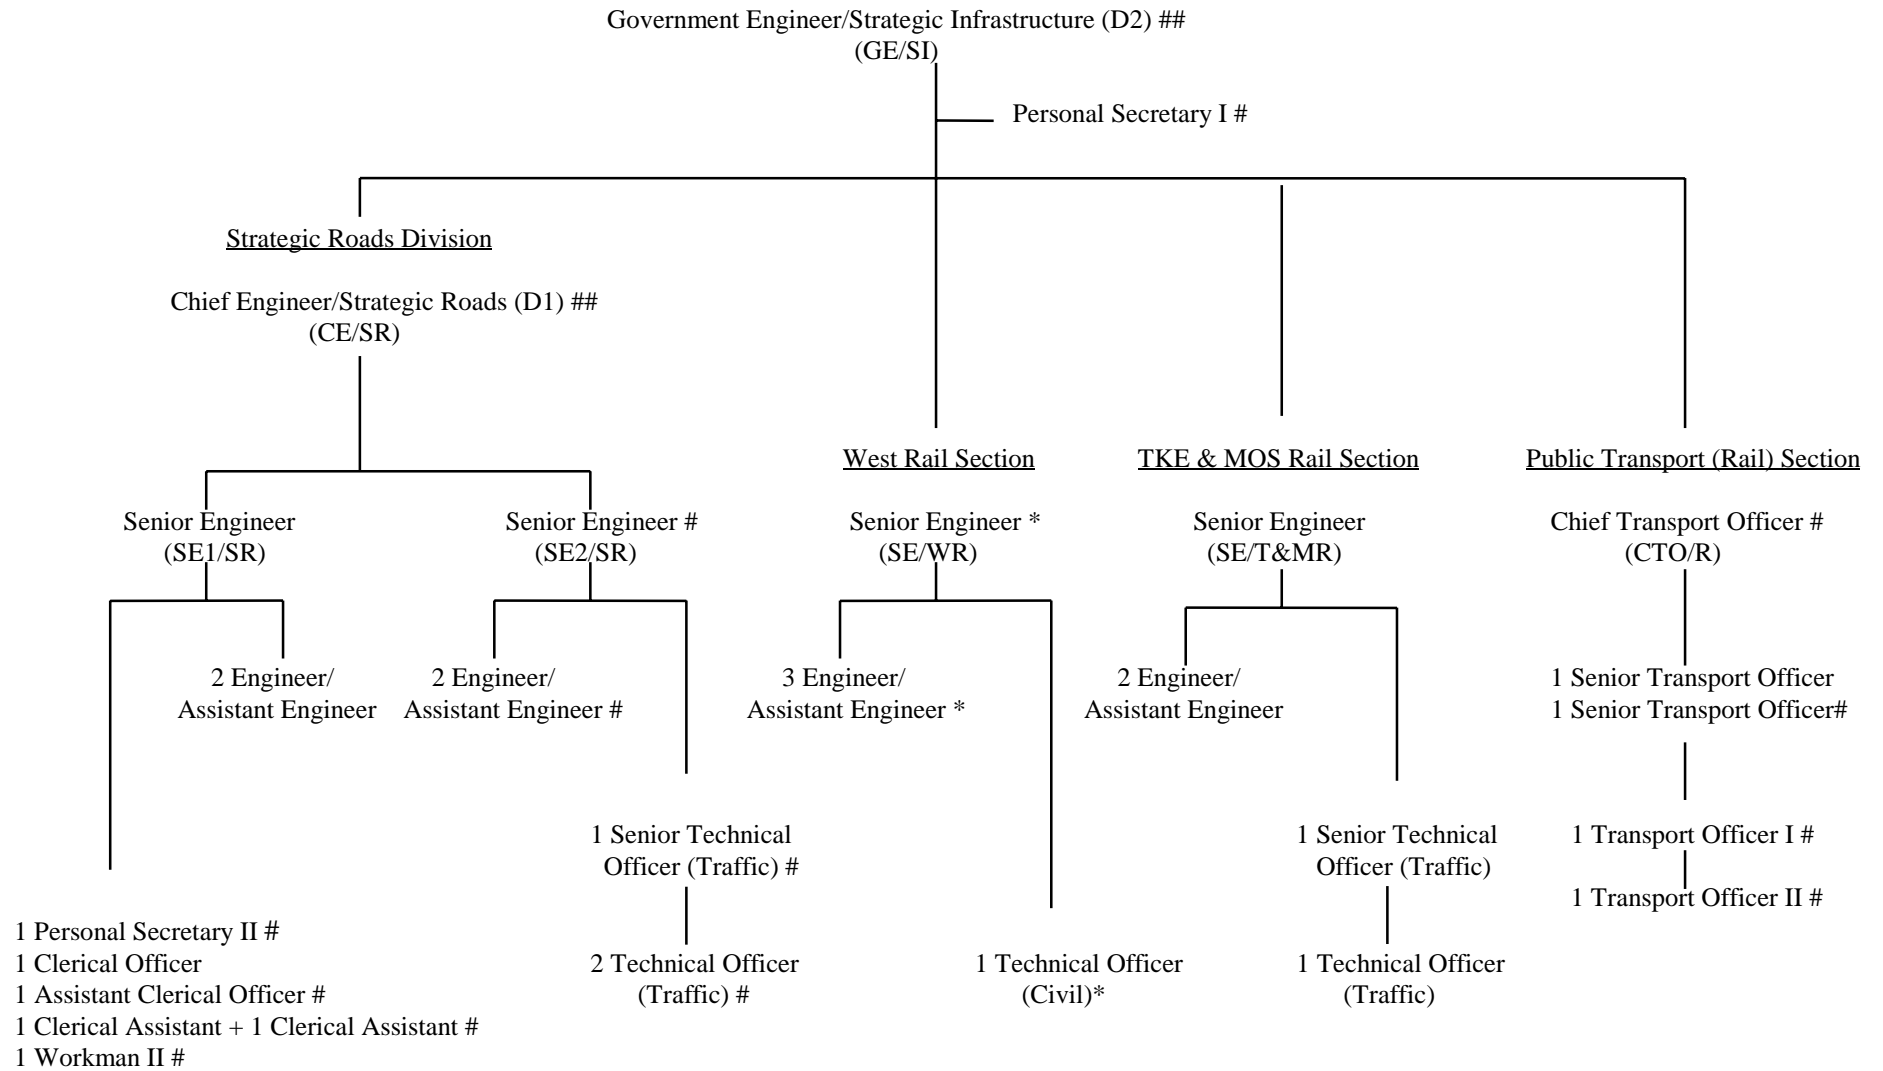 Government Engineer/Strategic Infrastructure (D2) ##
(GE/SI)
Personal Secretary I #
Strategic Roads Division
Chief Engineer/Strategic Roads (D1) ##
(CE/SR)
West Rail Section
TKE & MOS Rail Section
Public Transport (Rail) Section
Senior Engineer
(SE1/SR)
Senior Engineer #
(SE2/SR)
Senior Engineer *
(SE/WR)
Senior Engineer
(SE/T&MR)
Chief Transport Officer #
(CTO/R)
2 Engineer/
Assistant Engineer
2 Engineer/
Assistant Engineer #
3 Engineer/
Assistant Engineer *
2 Engineer/
Assistant Engineer
1 Senior Transport Officer
1 Senior Transport Officer#
1 Senior Technical
Officer (Traffic) #
1 Senior Technical
Officer (Traffic)
1 Transport Officer I #
1 Transport Officer II #
1 Personal Secretary II #
1 Clerical Officer
1 Assistant Clerical Officer #
1 Clerical Assistant + 1 Clerical Assistant #
1 Workman II #
2 Technical Officer
(Traffic) #
1 Technical Officer
(Civil)*
1 Technical Officer
(Traffic)